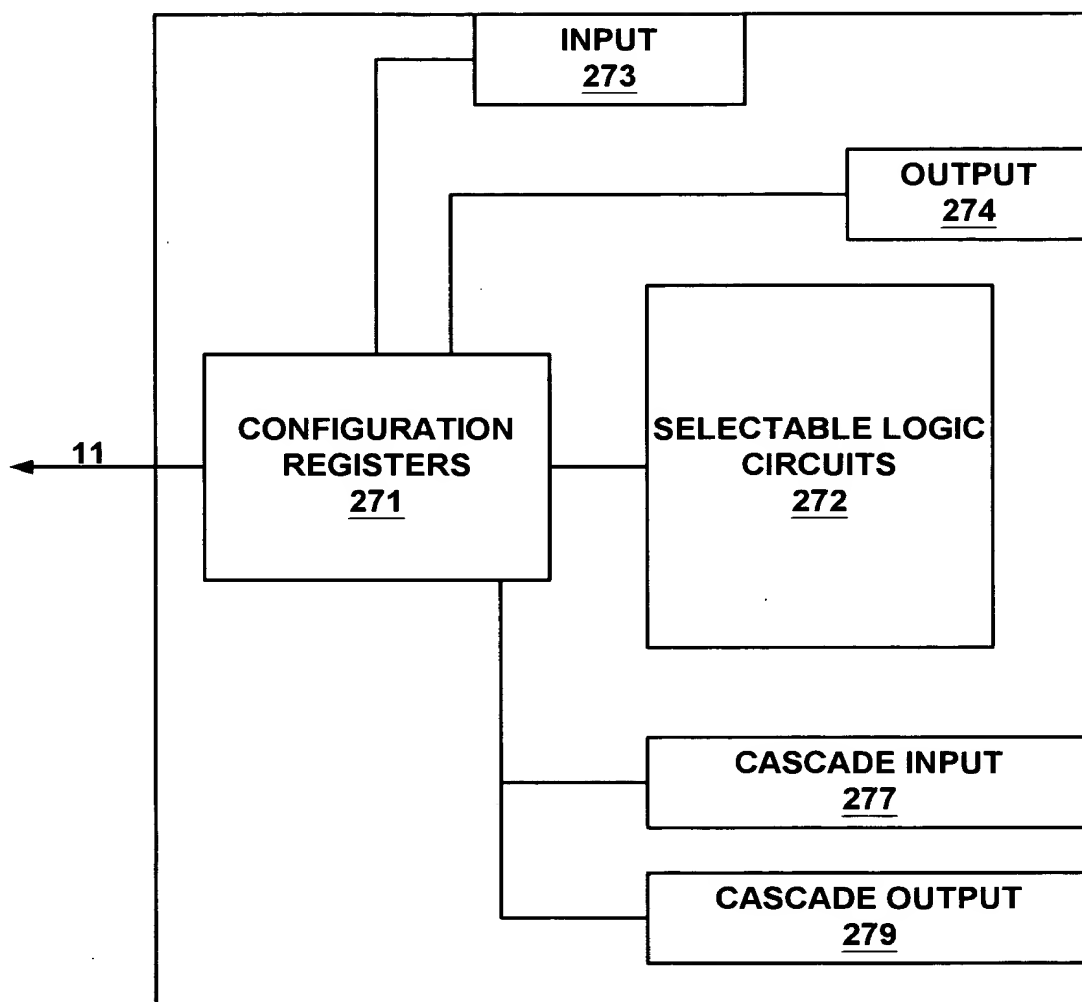 INPUT
273
OUTPUT
274
CONFIGURATION
REGISTERS
271
SELECTABLE LOGIC
CIRCUITS
272
11
CASCADE INPUT
277
CASCADE OUTPUT
279